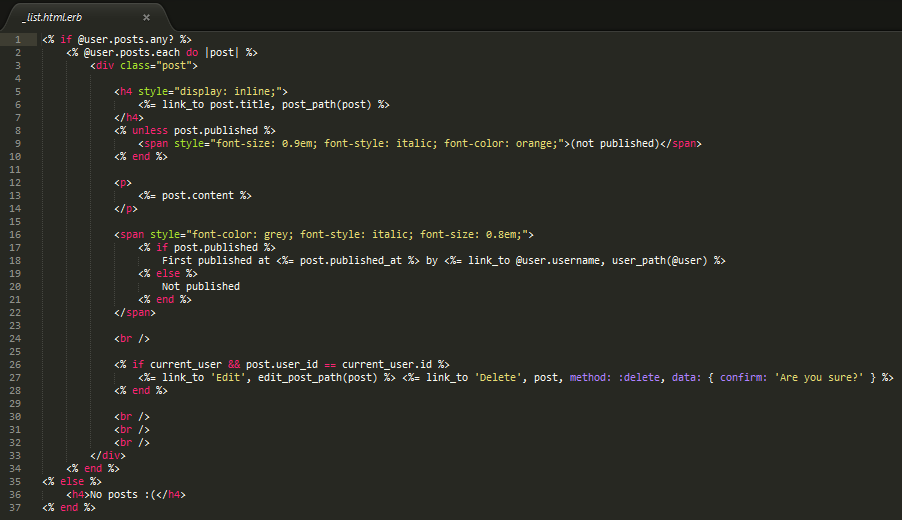 _list.html.erb ×
1 <% if @user.posts.any? %>
2     <% @user.posts.each do |post| %>
3         <div class="post">
4
5             <h4 style="display: inline;">
6                 <%= link_to post.title, post_path(post) %>
7             </h4>
8             <% unless post.published %>
9                 <span style="font-size: 0.9em; font-style: italic; font-color: orange;">(not published)</span>
10             <% end %>
11
12             <p>
13                 <%= post.content %>
14             </p>
15
16             <span style="font-color: grey; font-style: italic; font-size: 0.8em;">
17                 <% if post.published %>
18                     First published at <%= post.published_at %> by <%= link_to @user.username, user_path(@user) %>
19                 <% else %>
20                     Not published
21                 <% end %>
22             </span>
23
24             <br />
25
26             <% if current_user && post.user_id == current_user.id %>
27                 <%= link_to 'Edit', edit_post_path(post) %> <%= link_to 'Delete', post, method: :delete, data: { confirm: 'Are you sure?' } %>
28             <% end %>
29
30             <br />
31             <br />
32             <br />
33         </div>
34     <% end %>
35 <% else %>
36     <h4>No posts :(</h4>
37 <% end %>